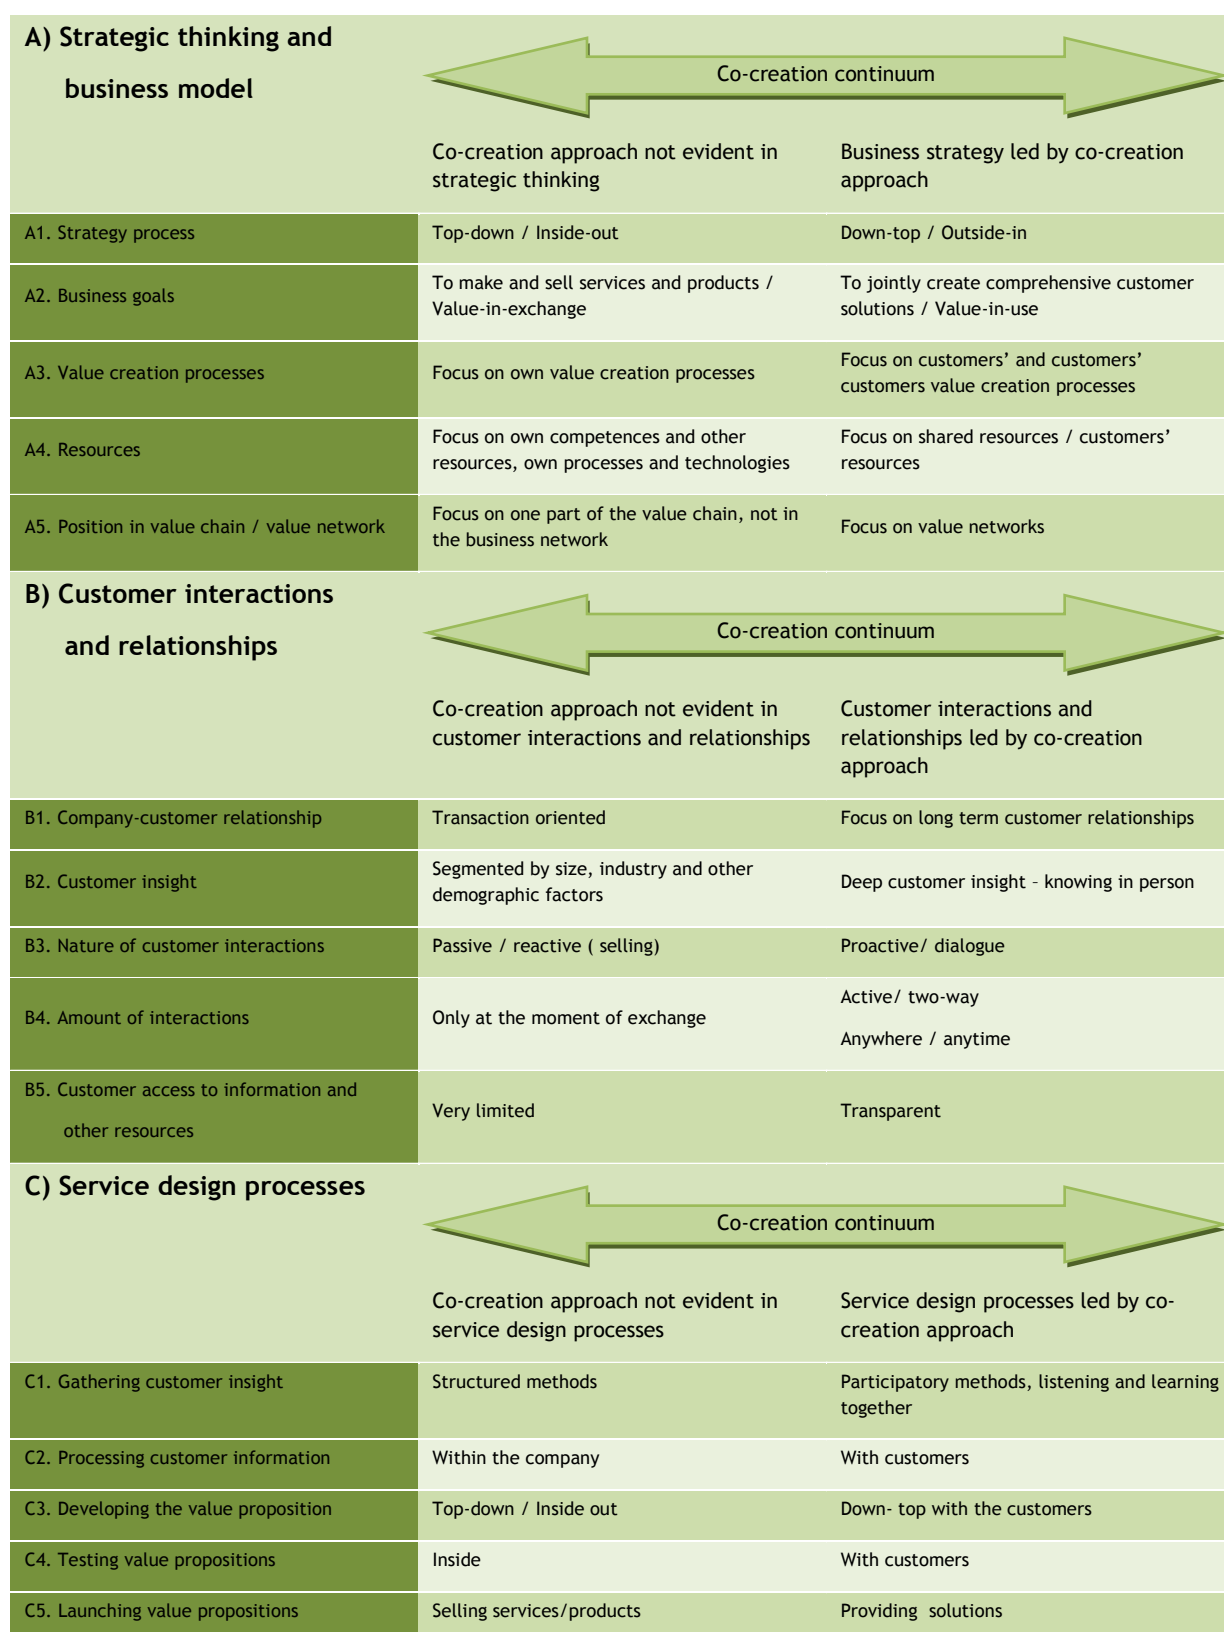 A) Strategic thinking and
business model
Co-creation continuum
Co-creation approach not evident in
strategic thinking
Business strategy led by co-creation
approach
A1. Strategy process
Top-down / Inside-out
Down-top / Outside-in
A2. Business goals
To make and sell services and products /
Value-in-exchange
To jointly create comprehensive customer
solutions / Value-in-use
A3. Value creation processes
Focus on own value creation processes
Focus on customers’ and customers’
customers value creation processes
A4. Resources
Focus on own competences and other
resources, own processes and technologies
Focus on shared resources / customers’
resources
A5. Position in value chain / value network
Focus on one part of the value chain, not in
the business network
Focus on value networks
B) Customer interactions
and relationships
Co-creation continuum
Co-creation approach not evident in
customer interactions and relationships
Customer interactions and
relationships led by co-creation
approach
B1. Company-customer relationship
Transaction oriented
Focus on long term customer relationships
B2. Customer insight
Segmented by size, industry and other
demographic factors
Deep customer insight – knowing in person
B3. Nature of customer interactions
Passive / reactive ( selling)
Proactive/ dialogue
B4. Amount of interactions
Only at the moment of exchange
Active/ two-way
Anywhere / anytime
B5. Customer access to information and
other resources
Very limited
Transparent
C) Service design processes
Co-creation continuum
Co-creation approach not evident in
service design processes
Service design processes led by co-
creation approach
C1. Gathering customer insight
Structured methods
Participatory methods, listening and learning
together
C2. Processing customer information
Within the company
With customers
C3. Developing the value proposition
Top-down / Inside out
Down- top with the customers
C4. Testing value propositions
Inside
With customers
C5. Launching value propositions
Selling services/products
Providing  solutions